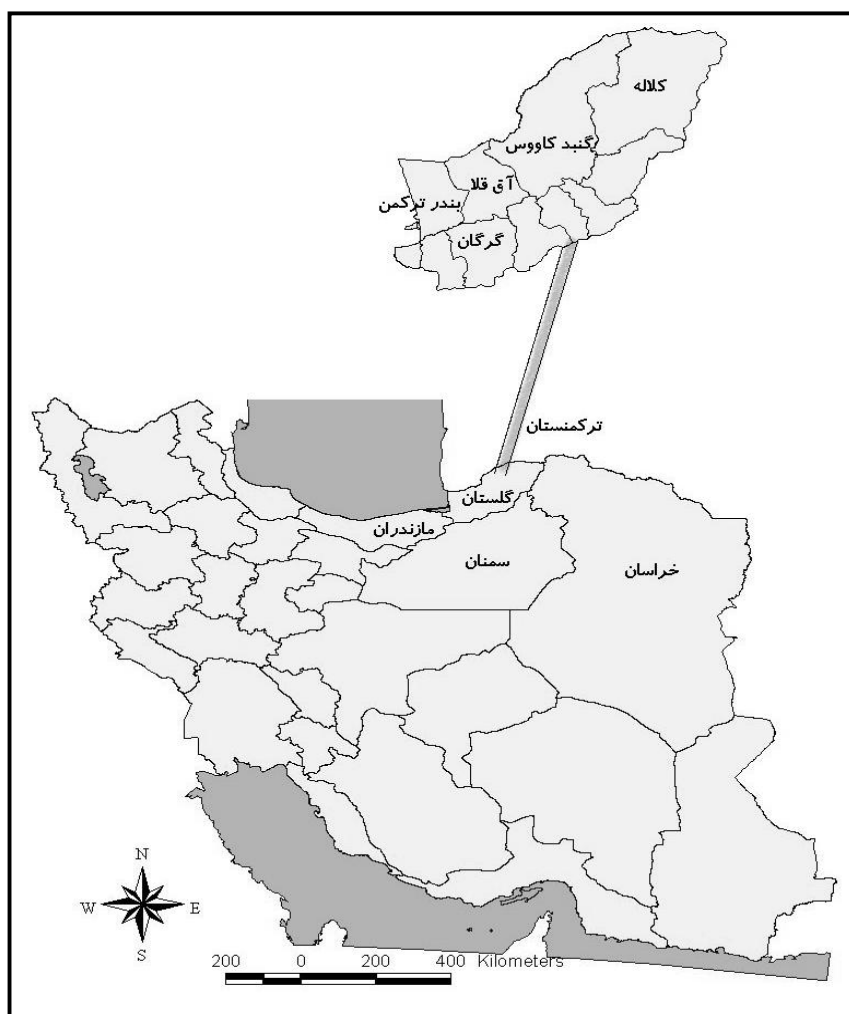 کلاله
گنبد کاووس
آق قلا
بندر ترکمن
گرگان
ترکمنستان
گلستان
مازندران
سمنان
خراسان
N
W E
S
200 0 200 400 Kilometers